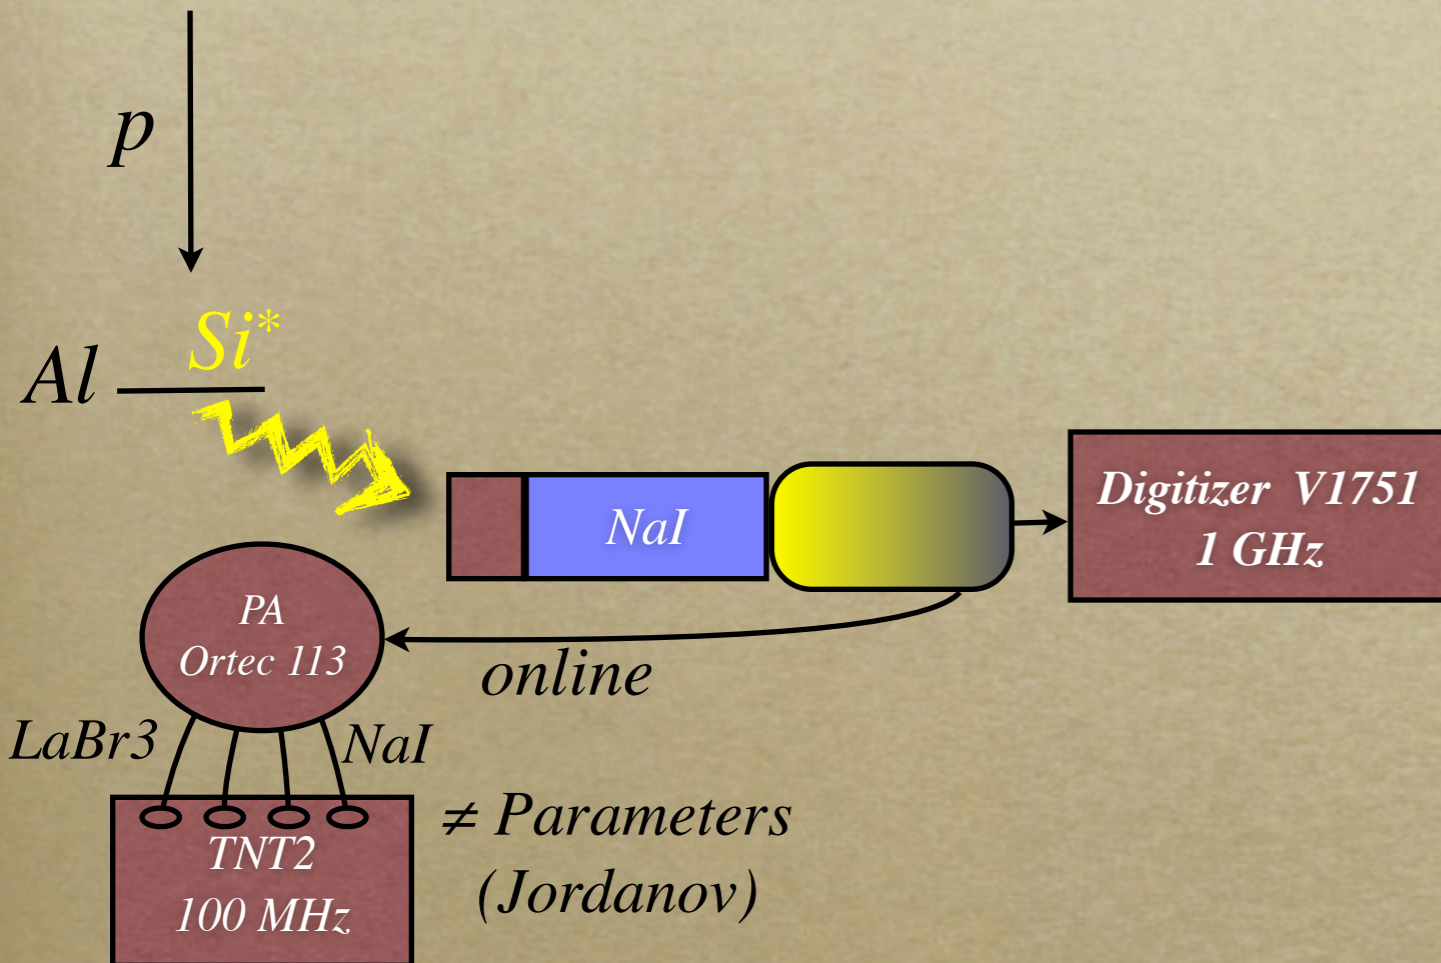 p
Si*
Al
NaI
Digitizer V1751
1 GHz
PA
Ortec 113
online
LaBr3
NaI
≠ Parameters
(Jordanov)
TNT2
100 MHz